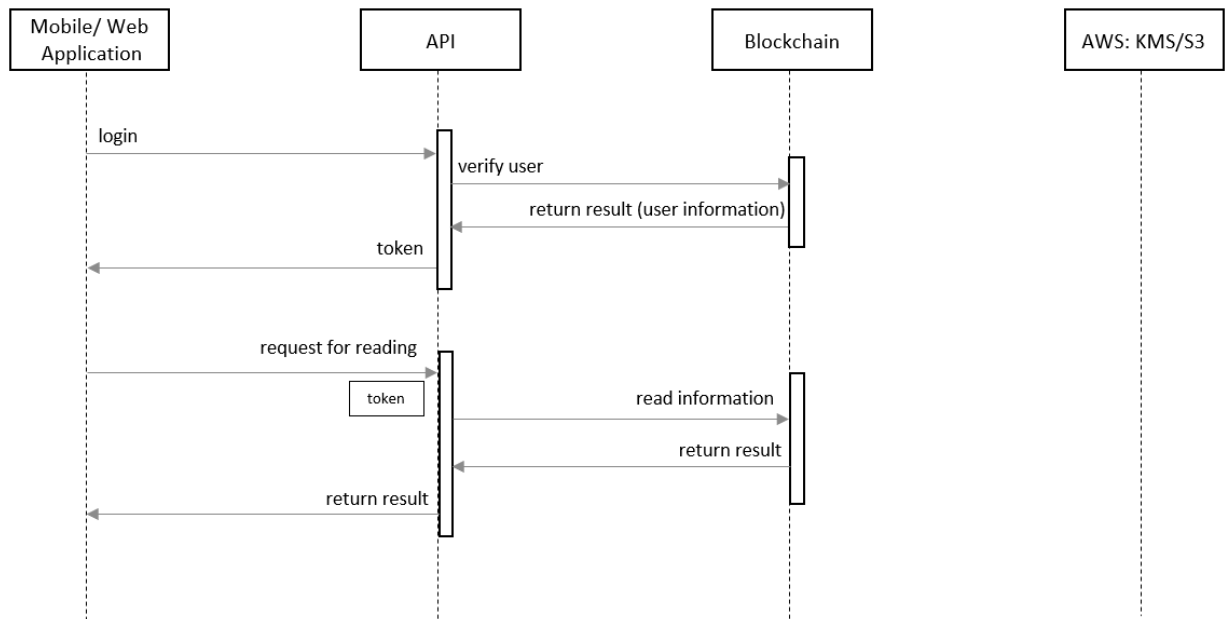 Mobile/ Web
Application
API
Blockchain
AWS: KMS/S3
login
verify user
return result (user information)
token
request for reading
token
read information
return result
return result